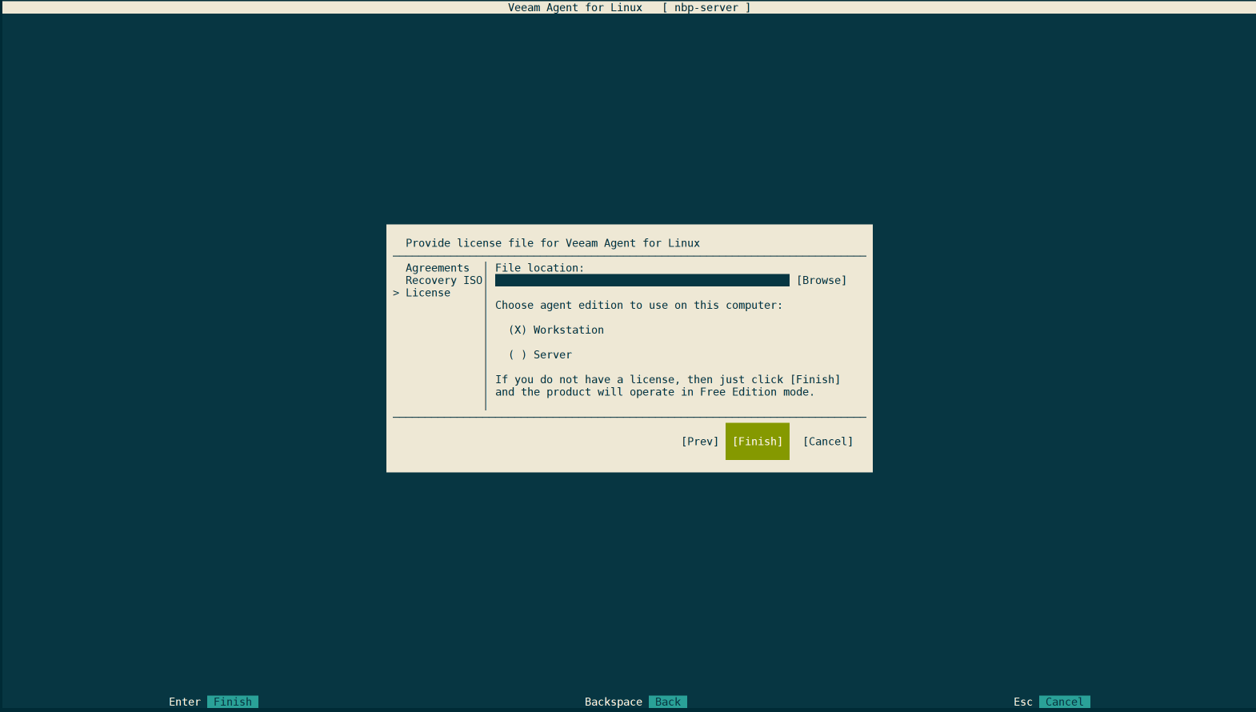 Veeam Agent for Linux [ nbp-server ]
Provide license file for Veeam Agent for Linux
Agreements
Recovery ISO
> License
File location:
[Browse]
Choose agent edition to use on this computer:
(X) Workstation
( ) Server
If you do not have a license, then just click [Finish]
and the product will operate in Free Edition mode.
[Prev] [Finish] [Cancel]
Enter Finish Backspace Back Esc Cancel